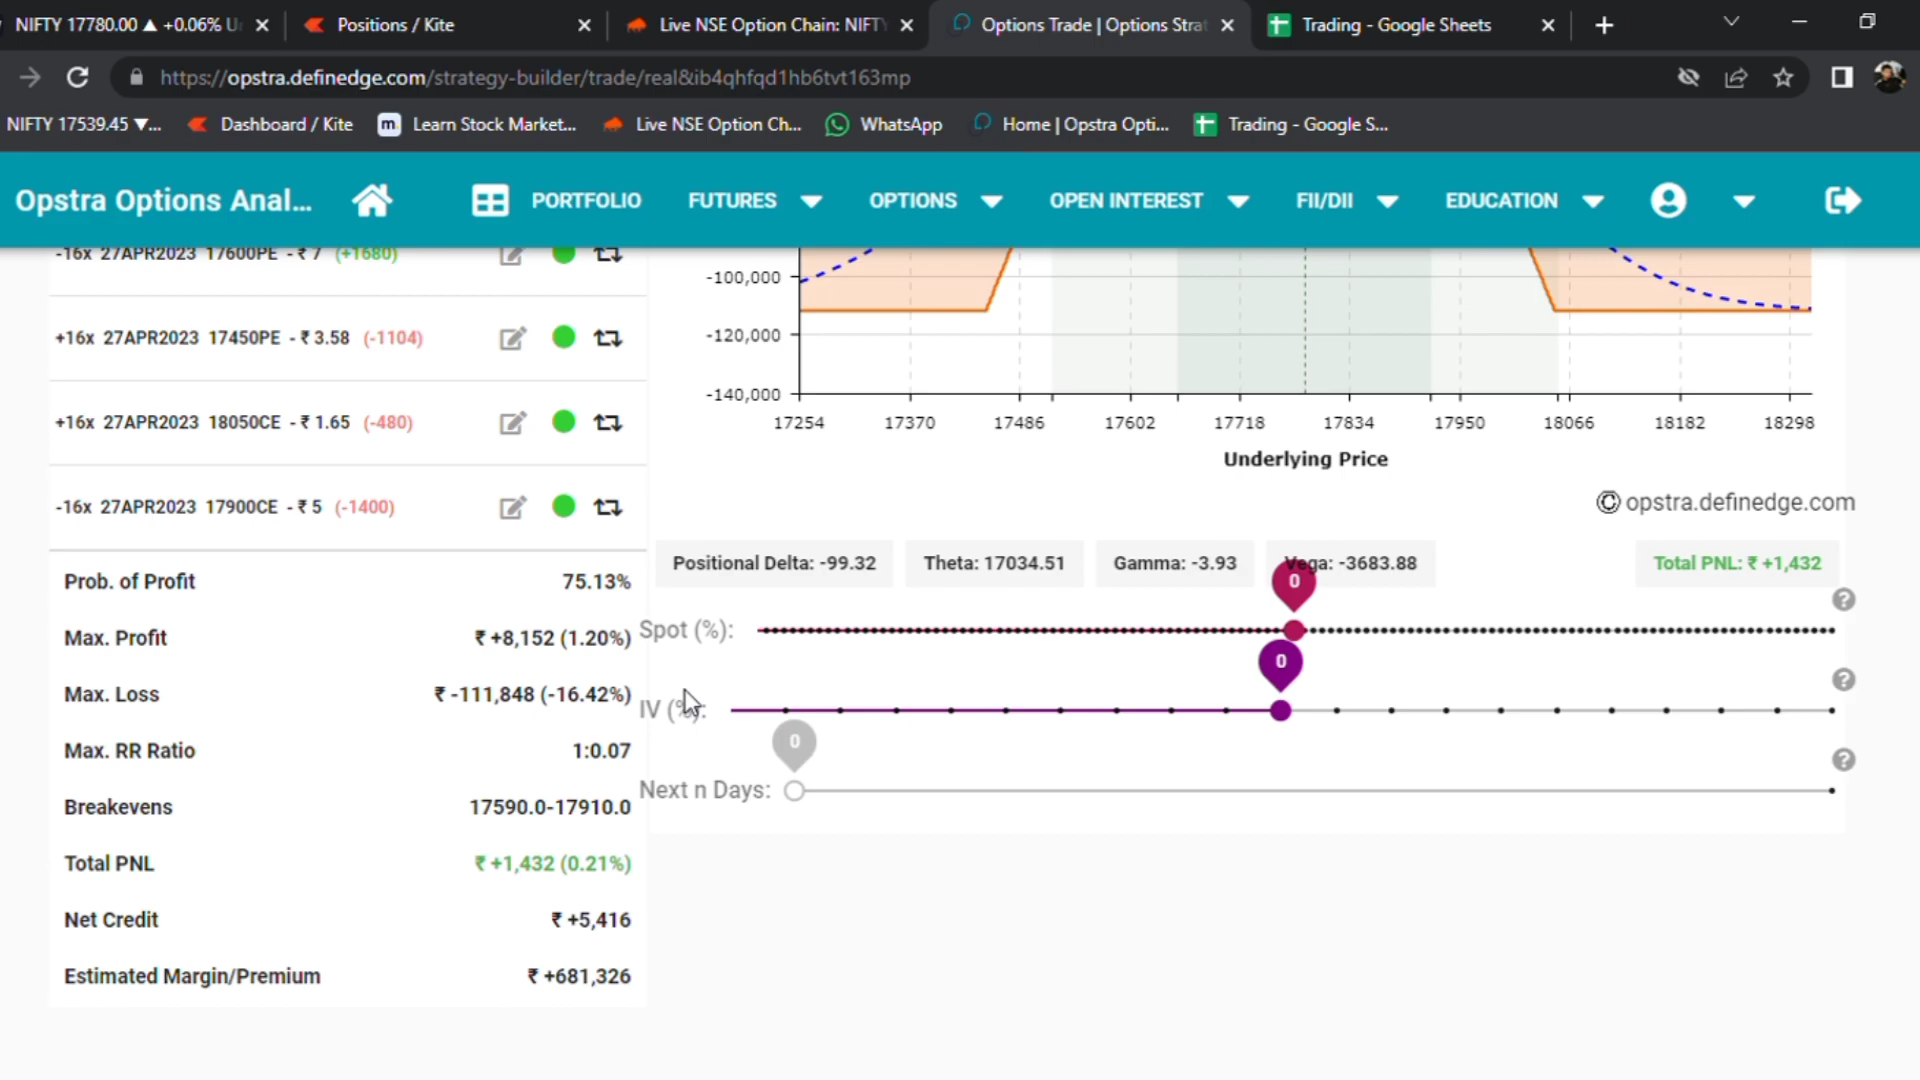 NIFTY 17780.00 ▲ +0.06% U
Positions / Kite
Live NSE Option Chain: NIFTY
Options Trade | Options Strat
Trading - Google Sheets
https://opstra.definedge.com/strategy-builder/trade/real&ib4qhfqd1hb6tvt163mp
NIFTY 17539.45 ▼...
Dashboard / Kite
m
Learn Stock Market...
Live NSE Option Ch...
WhatsApp
Home | Opstra Opti...
Trading - Google S...
Opstra Options Anal...
PORTFOLIO
FUTURES
OPTIONS
OPEN INTEREST
FII/DII
EDUCATION
-16x 27APR2023 17600PE - ₹ 7 (+1680)
+16x 27APR2023 17450PE - ₹ 3.58 (-1104)
+16x 27APR2023 18050CE - ₹ 1.65 (-480)
-16x 27APR2023 17900CE - ₹ 5 (-1400)
Prob. of Profit 75.13%
Max. Profit ₹ +8,152 (1.20%)
Max. Loss ₹ -111,848 (-16.42%)
Max. RR Ratio 1:0.07
Breakevens 17590.0-17910.0
Total PNL ₹ +1,432 (0.21%)
Net Credit ₹ +5,416
Estimated Margin/Premium ₹ +681,326
-100,000
-120,000
-140,000
17254 17370 17486 17602 17718 17834 17950 18066 18182 18298
Underlying Price
© opstra.definedge.com
Positional Delta: -99.32
Theta: 17034.51
Gamma: -3.93
Vega: -3683.88
Total PNL: ₹ +1,432
0
?
Spot (%):
0
?
IV (%):
0
?
Next n Days: